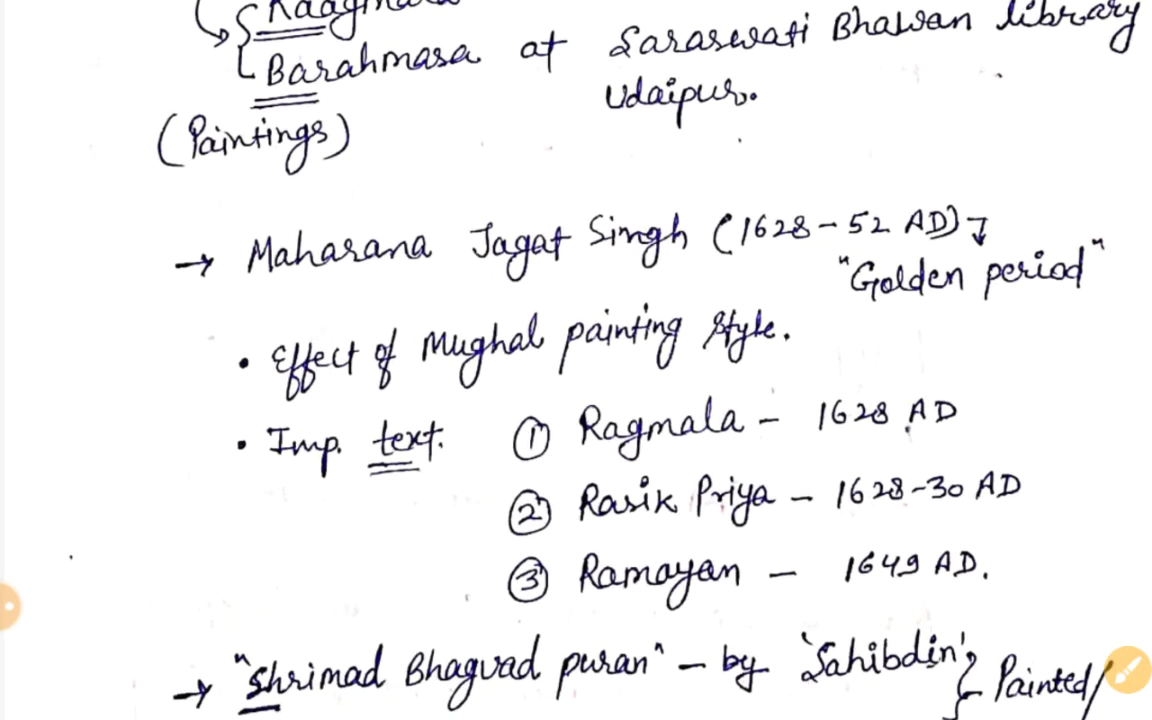 Raagmala
Barahmasa at Saraswati Bhawan library
Udaipur.
(Paintings)
→ Maharana Jagat Singh (1628-52 AD)
"Golden period"
• Effect of Mughal painting style.
• Imp. text. ① Ragmala - 1628 AD
② Rasik Priya - 1628-30 AD
③ Ramayan - 1649 AD.
→ "Shrimad Bhagvad puran" - by 'Sahibdin'
Painted/